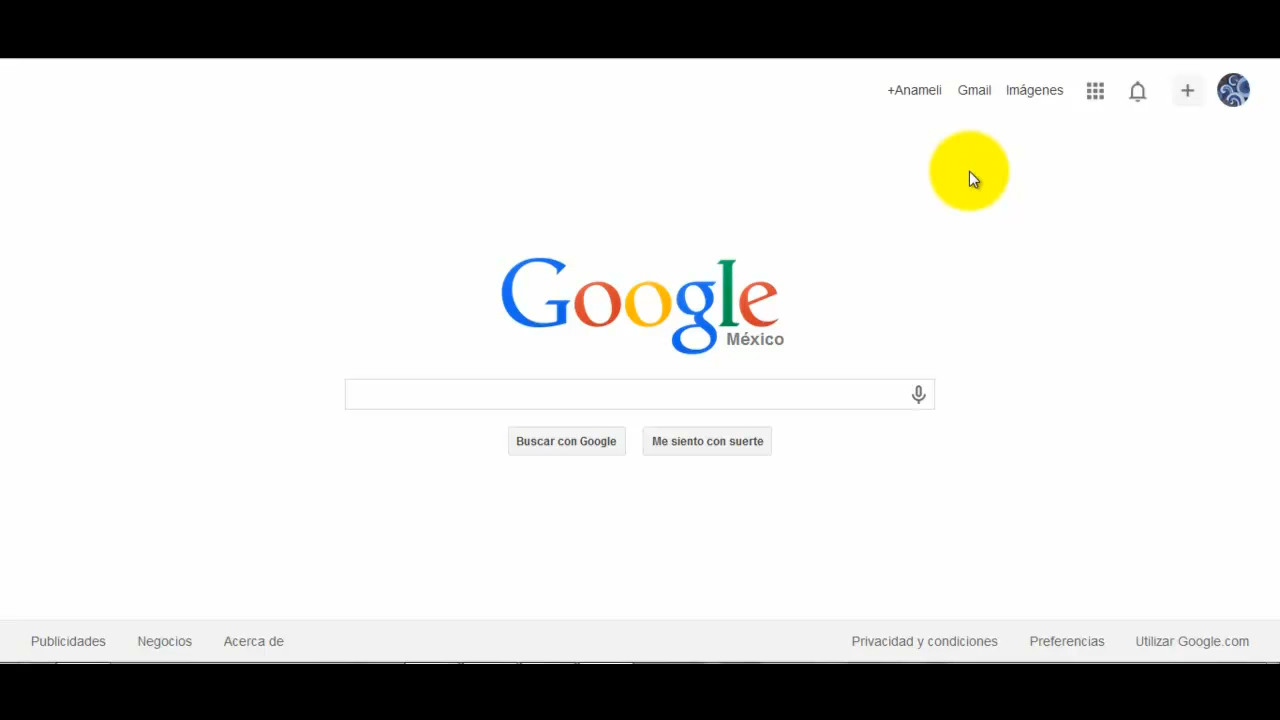 +Anameli Gmail Imágenes
Google
México
Buscar con Google Me siento con suerte
Publicidades Negocios Acerca de Privacidad y condiciones Preferencias Utilizar Google.com